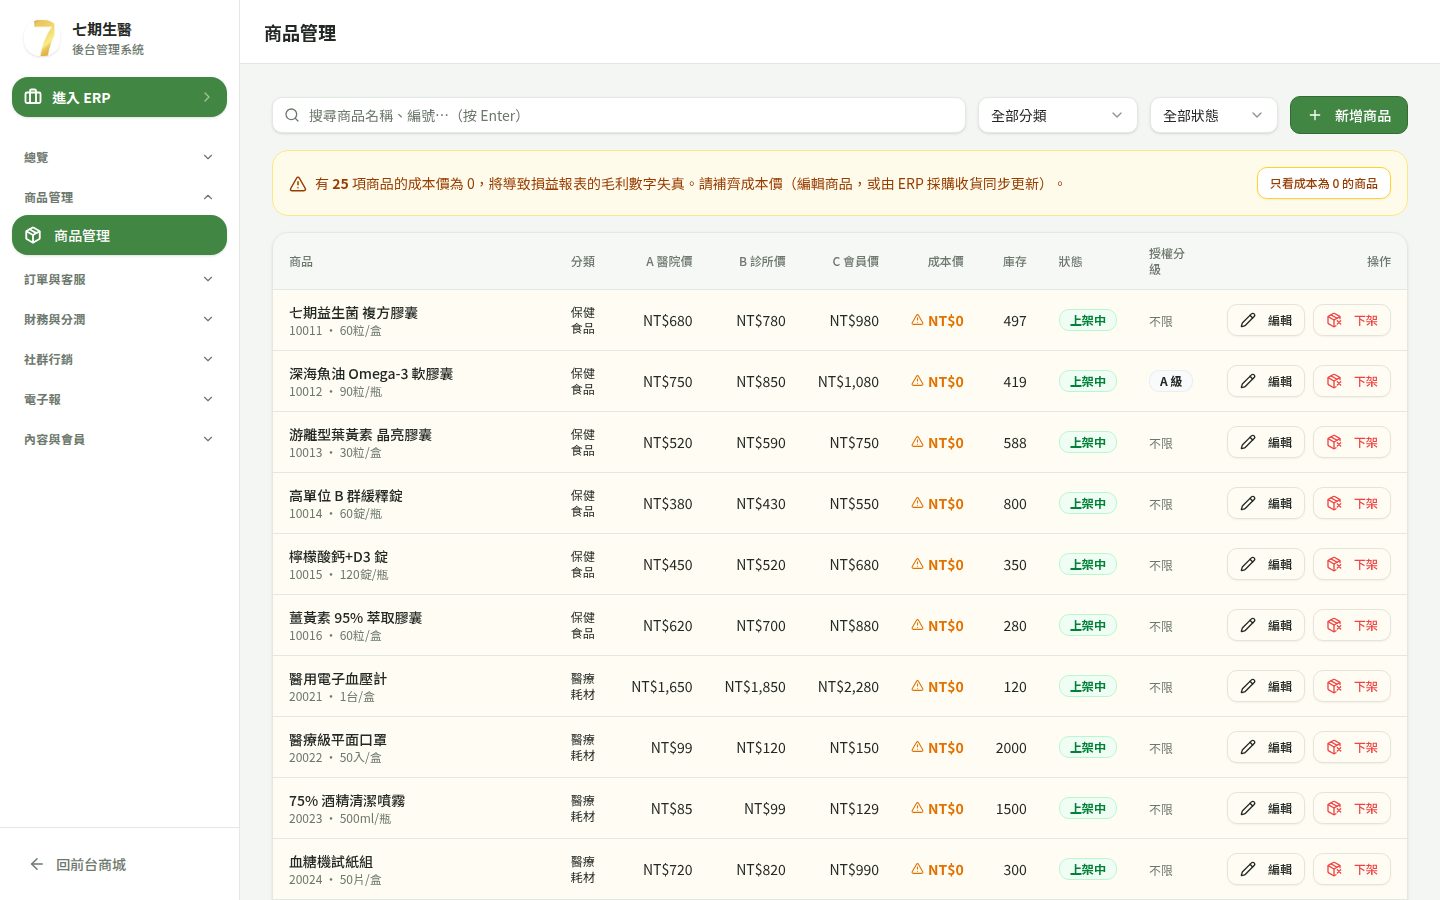 七期生醫
後台管理系統
進入 ERP
總覽
商品管理
商品管理
訂單與客服
財務與分潤
社群行銷
電子報
內容與會員
回前台商城
商品管理
搜尋商品名稱、編號⋯（按 Enter）
全部分類
全部狀態
新增商品
有 25 項商品的成本價為 0，將導致損益報表的毛利數字失真。請補齊成本價（編輯商品，或由 ERP 採購收貨同步更新）。
只看成本為 0 的商品
商品 分類 A 醫院價 B 診所價 C 會員價 成本價 庫存 狀態 授權分級 操作
七期益生菌 複方膠囊
10011 · 60粒/盒
保健食品 NT$680 NT$780 NT$980 NT$0 497 上架中 不限 編輯 下架
深海魚油 Omega-3 軟膠囊
10012 · 90粒/瓶
保健食品 NT$750 NT$850 NT$1,080 NT$0 419 上架中 A 級 編輯 下架
游離型葉黃素 晶亮膠囊
10013 · 30粒/盒
保健食品 NT$520 NT$590 NT$750 NT$0 588 上架中 不限 編輯 下架
高單位 B 群緩釋錠
10014 · 60錠/瓶
保健食品 NT$380 NT$430 NT$550 NT$0 800 上架中 不限 編輯 下架
檸檬酸鈣+D3 錠
10015 · 120錠/瓶
保健食品 NT$450 NT$520 NT$680 NT$0 350 上架中 不限 編輯 下架
薑黃素 95% 萃取膠囊
10016 · 60粒/盒
保健食品 NT$620 NT$700 NT$880 NT$0 280 上架中 不限 編輯 下架
醫用電子血壓計
20021 · 1台/盒
醫療耗材 NT$1,650 NT$1,850 NT$2,280 NT$0 120 上架中 不限 編輯 下架
醫療級平面口罩
20022 · 50入/盒
醫療耗材 NT$99 NT$120 NT$150 NT$0 2000 上架中 不限 編輯 下架
75% 酒精清潔噴霧
20023 · 500ml/瓶
醫療耗材 NT$85 NT$99 NT$129 NT$0 1500 上架中 不限 編輯 下架
血糖機試紙組
20024 · 50片/盒
醫療耗材 NT$720 NT$820 NT$990 NT$0 300 上架中 不限 編輯 下架